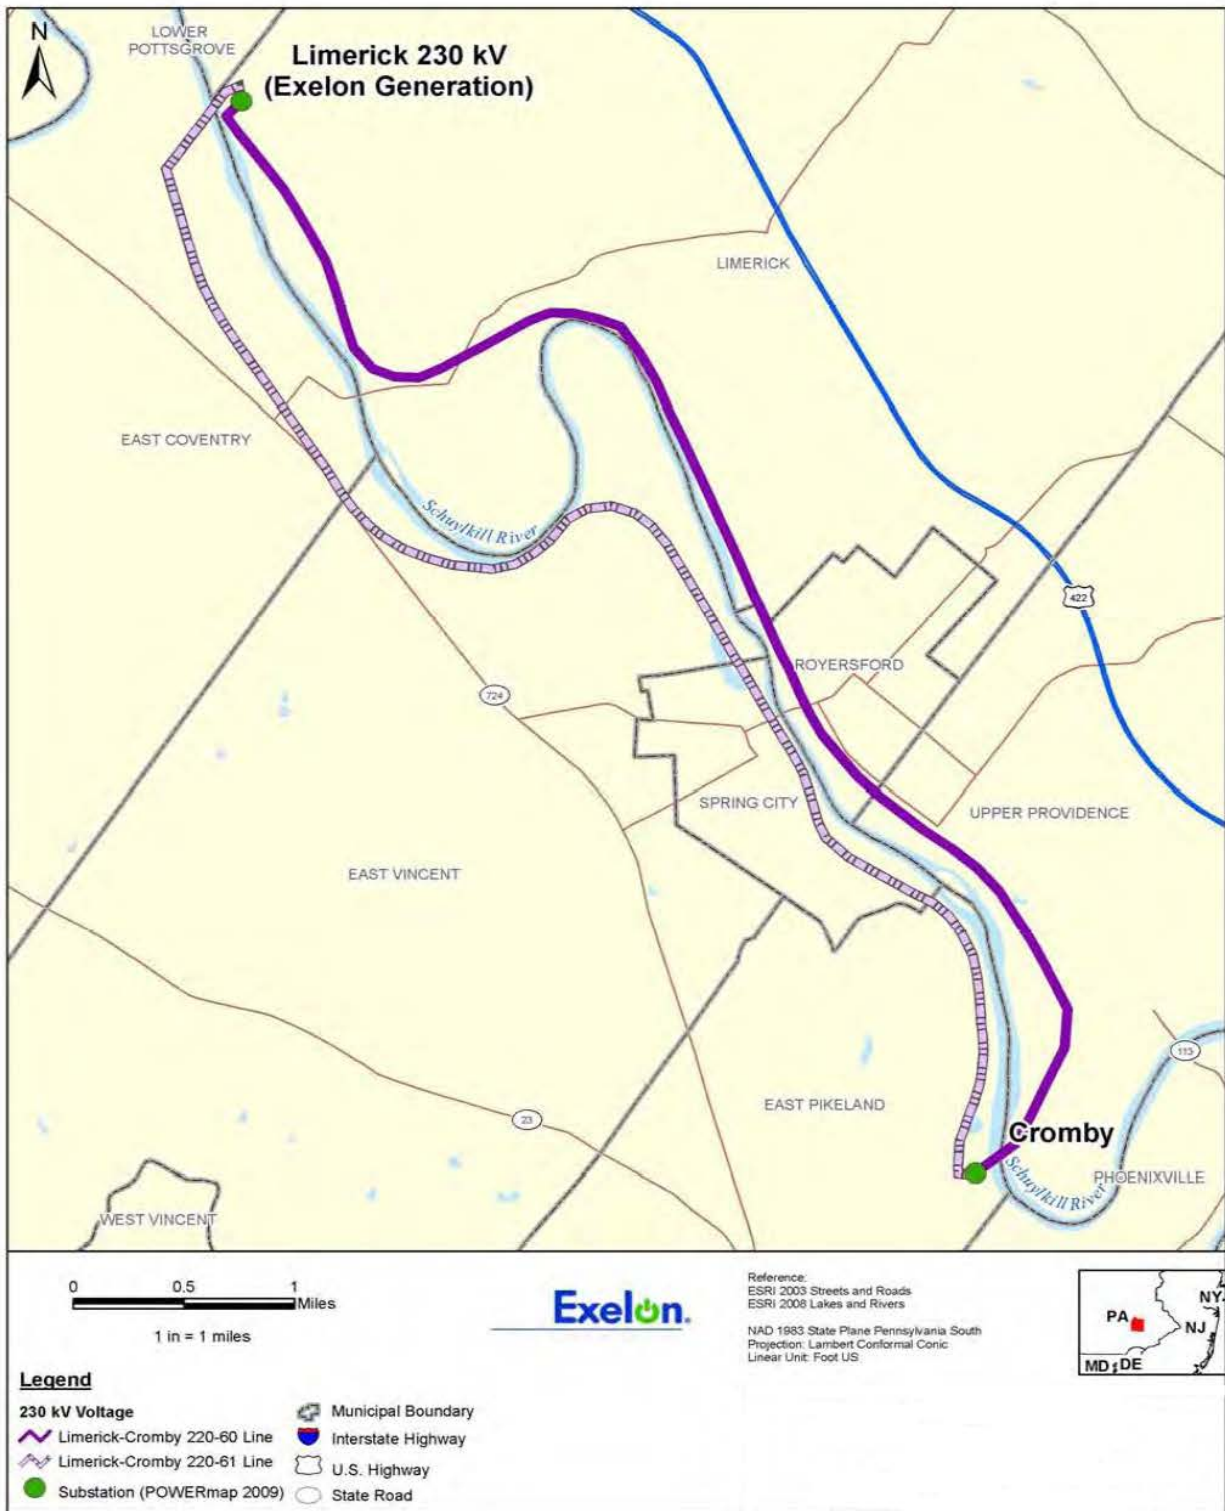 N
LOWER
POTTSGROVE
Limerick 230 kV
(Exelon Generation)
LIMERICK
EAST COVENTRY
Schuylkill River
422
ROYERSFORD
724
SPRING CITY
UPPER PROVIDENCE
EAST VINCENT
113
EAST PIKELAND
23
Cromby
Schuylkill River
PHOENIXVILLE
WEST VINCENT
0 0.5 1
Miles
1 in = 1 miles
Exelon.
Reference:
ESRI 2003 Streets and Roads
ESRI 2008 Lakes and Rivers
NAD 1983 State Plane Pennsylvania South
Projection: Lambert Conformal Conic
Linear Unit: Foot US
NY
PA
NJ
MD
DE
Legend
230 kV Voltage
Limerick-Cromby 220-60 Line
Limerick-Cromby 220-61 Line
Substation (POWERmap 2009)
Municipal Boundary
Interstate Highway
U.S. Highway
State Road